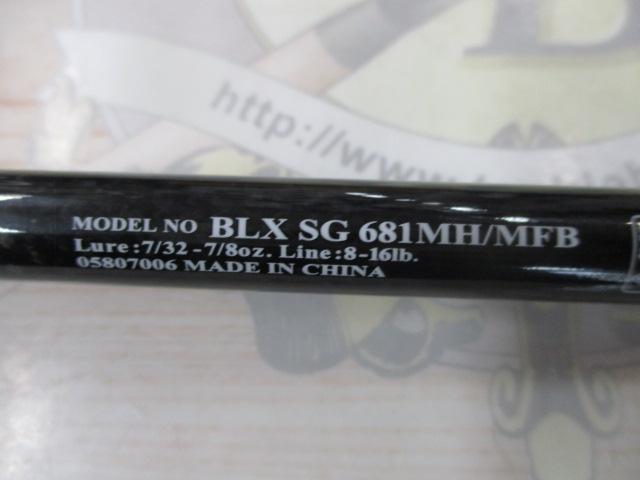 http://www.
MODEL NO BLX SG 681MH/MFB
Lure:7/32-7/8oz. Line:8-16lb.
05807006 MADE IN CHINA